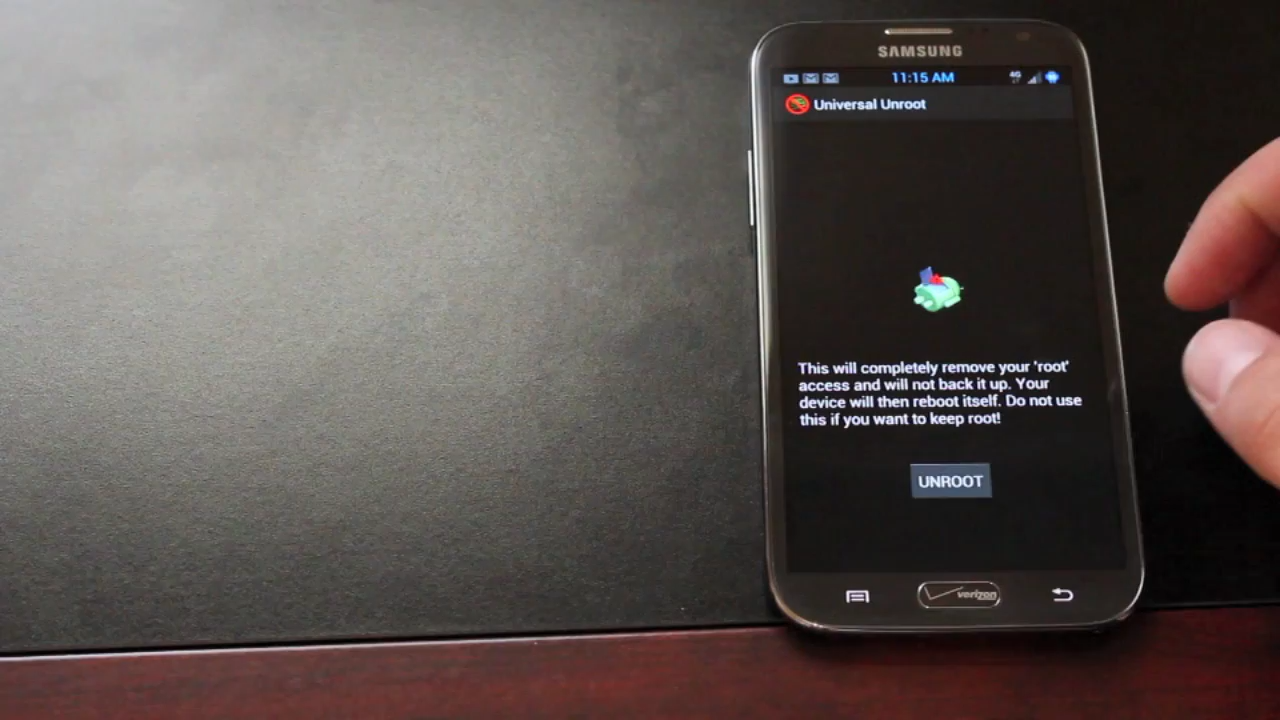 SAMSUNG
11:15 AM
4G
Universal Unroot
This will completely remove your 'root'
access and will not back it up. Your
device will then reboot itself. Do not use
this if you want to keep root!
UNROOT
verizon